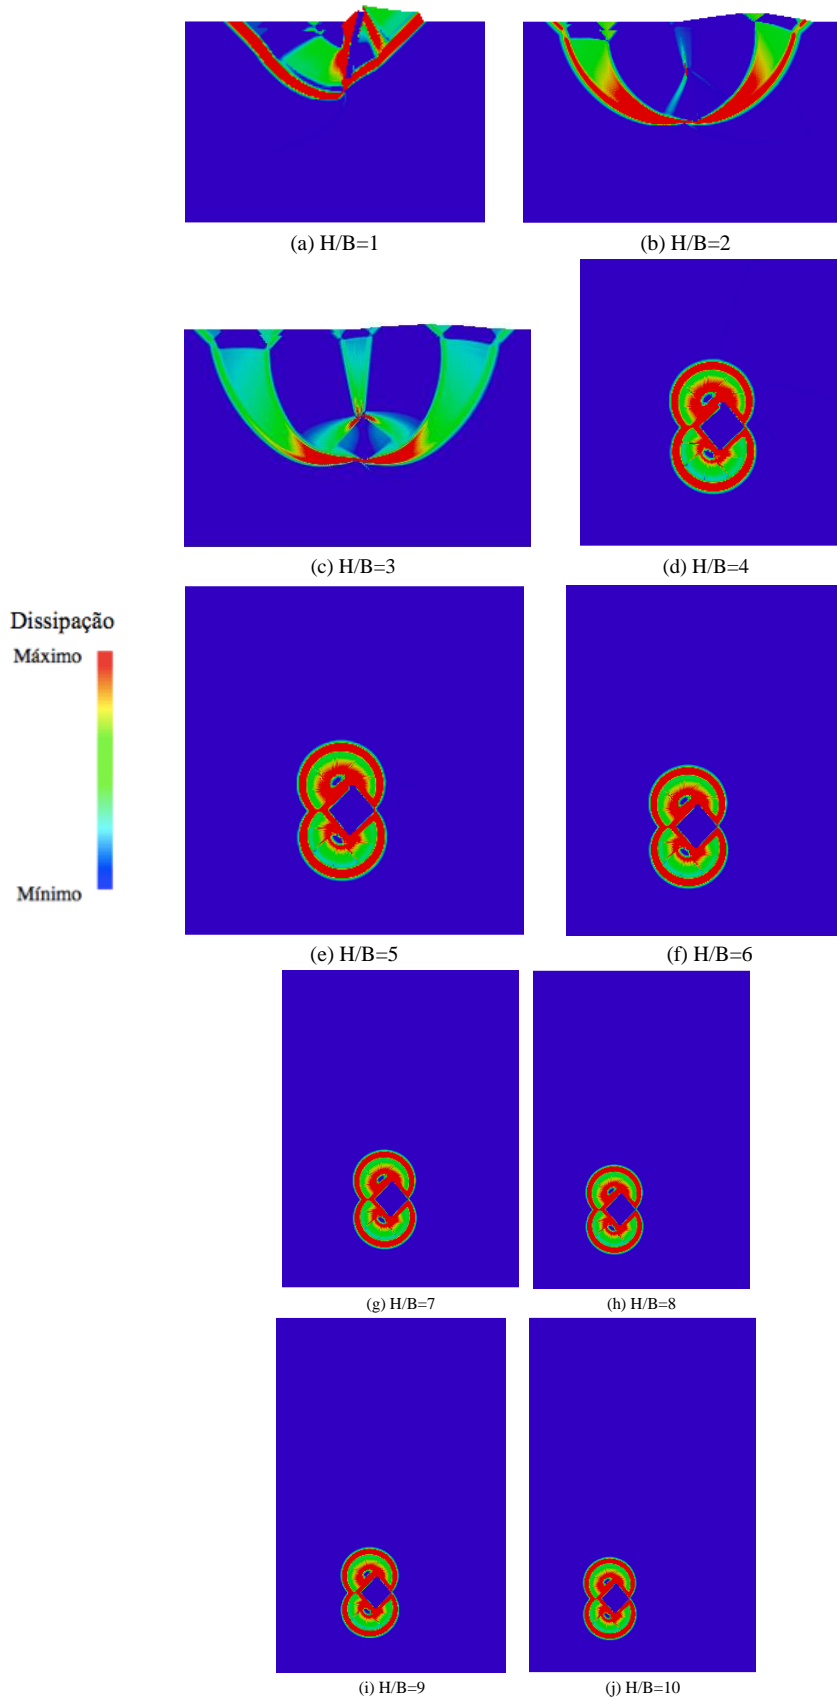 (a) H/B=1
(b) H/B=2
(c) H/B=3
(d) H/B=4
Dissipação
Máximo
Mínimo
(e) H/B=5
(f) H/B=6
(g) H/B=7
(h) H/B=8
(i) H/B=9
(j) H/B=10